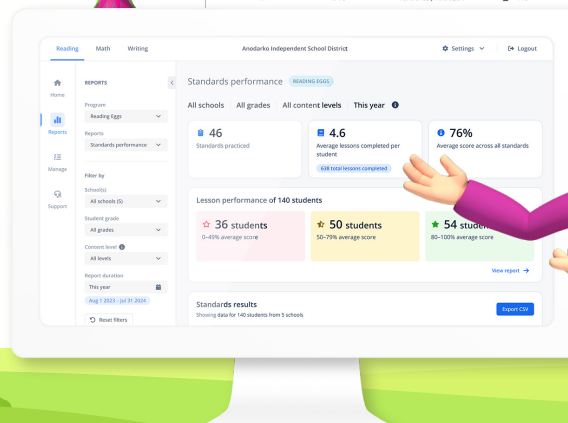 Reading Math Writing Anodarko Independent School District Settings Logout
Home
Reports
Manage
Support
REPORTS
Program
Reading Eggs
Reports
Standards performance
Filter by
School(s)
All schools (5)
Student grade
All grades
Content level
All levels
Report duration
This year
Aug 1 2023 – Jul 31 2024
Reset filters
Standards performance READING EGGS
All schools All grades All content levels This year
46
Standards practiced
4.6
Average lessons completed per
student
638 total lessons completed
76%
Average score across all standards
Lesson performance of 140 students
36 students
0–49% average score
50 students
50–79% average score
54 studen
80–100% average score
View report →
Standards results
Showing data for 140 students from 5 schools
Export CSV